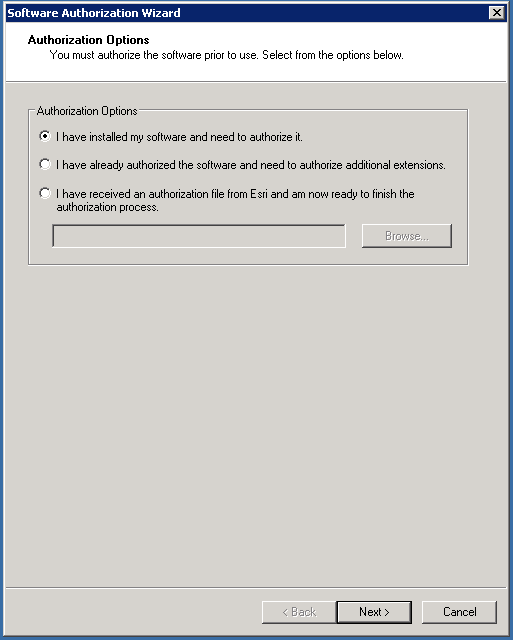 Software Authorization Wizard
Authorization Options
You must authorize the software prior to use. Select from the options below.
Authorization Options
I have installed my software and need to authorize it.
I have already authorized the software and need to authorize additional extensions.
I have received an authorization file from Esri and am now ready to finish the
authorization process.
Browse...
< Back
Next >
Cancel